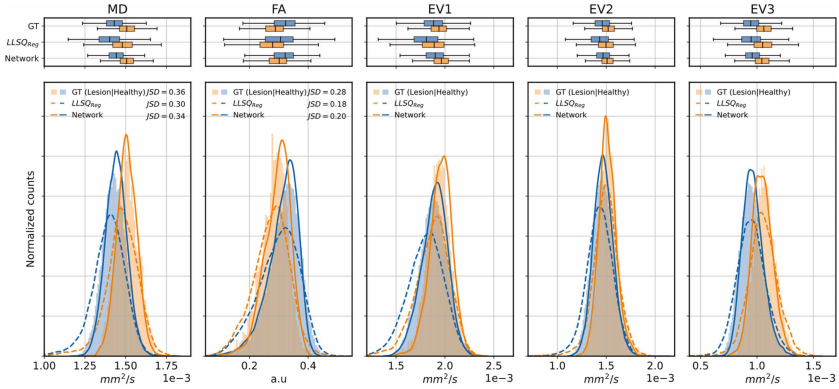 MD FA EV1 EV2 EV3
GT
LLSQReg
Network
GT (Lesion|Healthy) JSD = 0.36
LLSQReg JSD = 0.30
Network JSD = 0.34
GT (Lesion|Healthy) JSD = 0.28
LLSQReg JSD = 0.18
Network JSD = 0.20
GT (Lesion|Healthy)
LLSQReg
Network
GT (Lesion|Healthy)
LLSQReg
Network
GT (Lesion|Healthy)
LLSQReg
Network
Normalized counts
1.00 1.25 1.50 1.75 0.2 0.4 1.5 2.0 2.5 1.0 1.5 2.0 0.5 1.0 1.5
mm²/s 1e−3 a.u mm²/s 1e−3 mm²/s 1e−3 mm²/s 1e−3